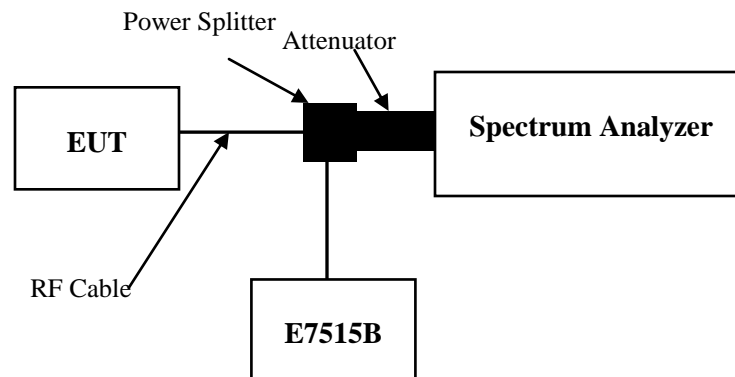 Power Splitter
Attenuator
EUT
Spectrum Analyzer
RF Cable
E7515B